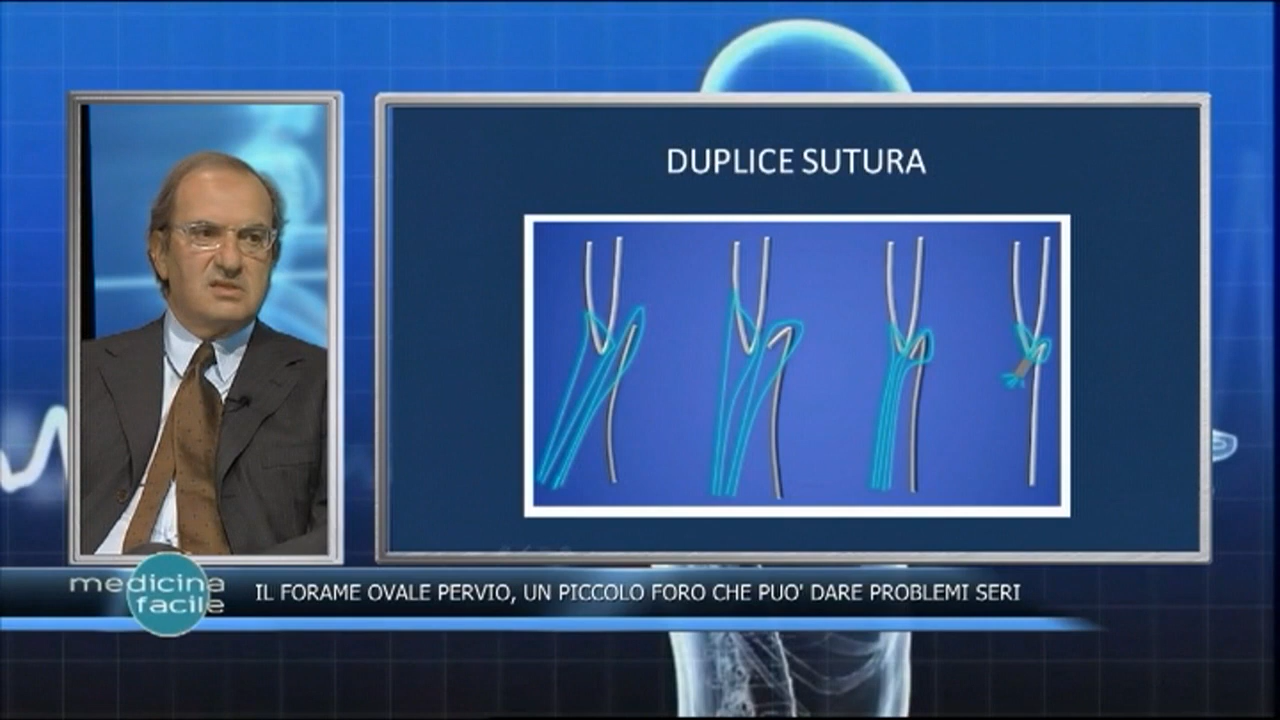 DUPLICE SUTURA
medicina
facile
IL FORAME OVALE PERVIO, UN PICCOLO FORO CHE PUO' DARE PROBLEMI SERI